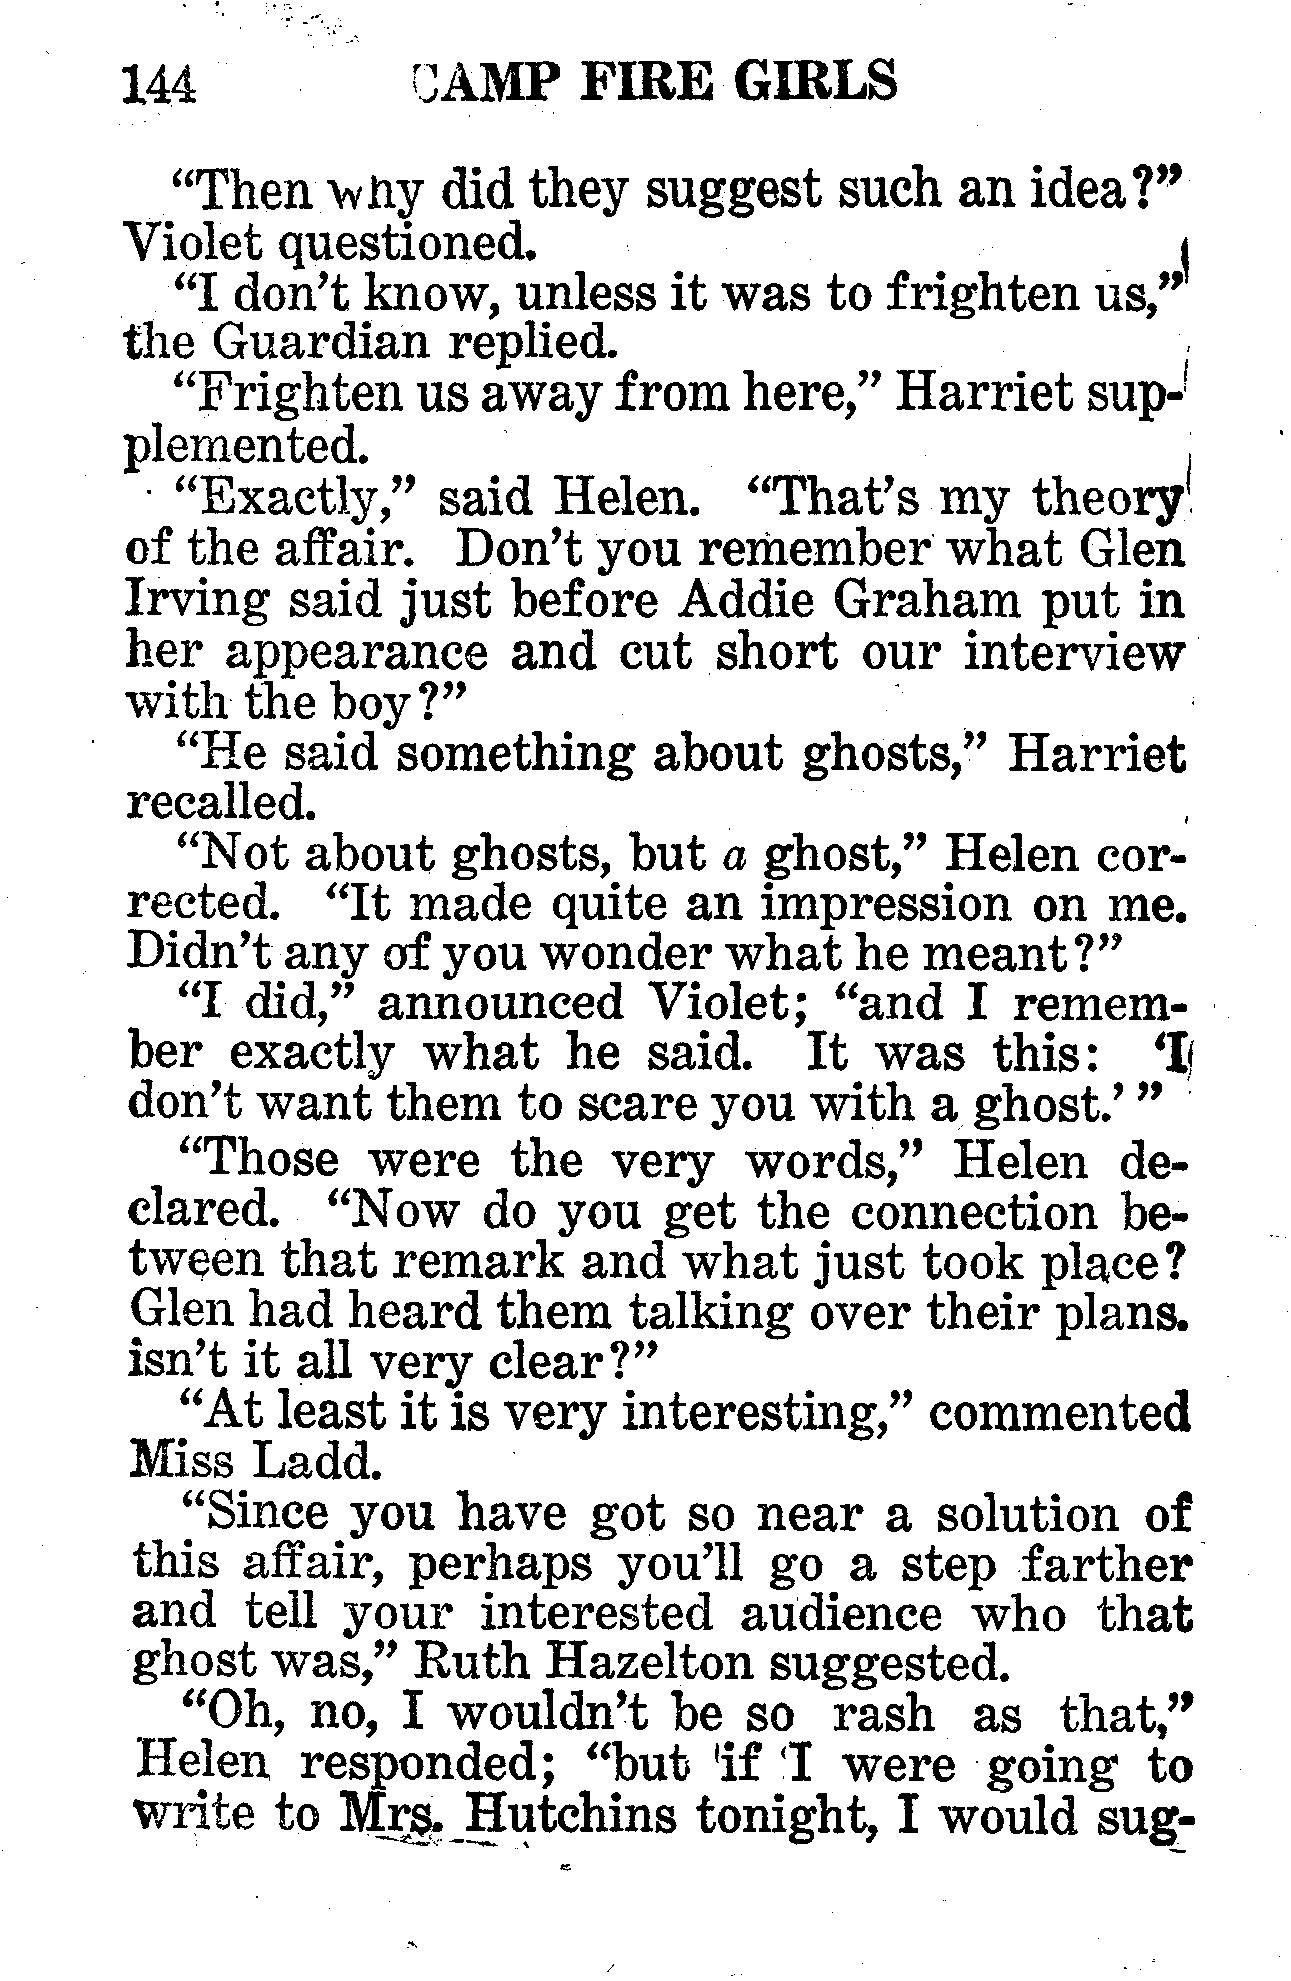 144 CAMP FIRE GIRLS
“Then why did they suggest such an idea?”
Violet questioned.
“I don’t know, unless it was to frighten us,”
the Guardian replied.
“Frighten us away from here,” Harriet sup-
plemented.
“Exactly,” said Helen. “That’s my theory
of the affair. Don’t you remember what Glen
Irving said just before Addie Graham put in
her appearance and cut short our interview
with the boy?”
“He said something about ghosts,” Harriet
recalled.
“Not about ghosts, but a ghost,” Helen cor-
rected. “It made quite an impression on me.
Didn’t any of you wonder what he meant?”
“I did,” announced Violet; “and I remem-
ber exactly what he said. It was this: ‘I
don’t want them to scare you with a ghost.’ ”
“Those were the very words,” Helen de-
clared. “Now do you get the connection be-
tween that remark and what just took place?
Glen had heard them talking over their plans.
isn’t it all very clear?”
“At least it is very interesting,” commented
Miss Ladd.
“Since you have got so near a solution of
this affair, perhaps you’ll go a step farther
and tell your interested audience who that
ghost was,” Ruth Hazelton suggested.
“Oh, no, I wouldn’t be so rash as that,”
Helen responded; “but if I were going to
write to Mrs. Hutchins tonight, I would sug-